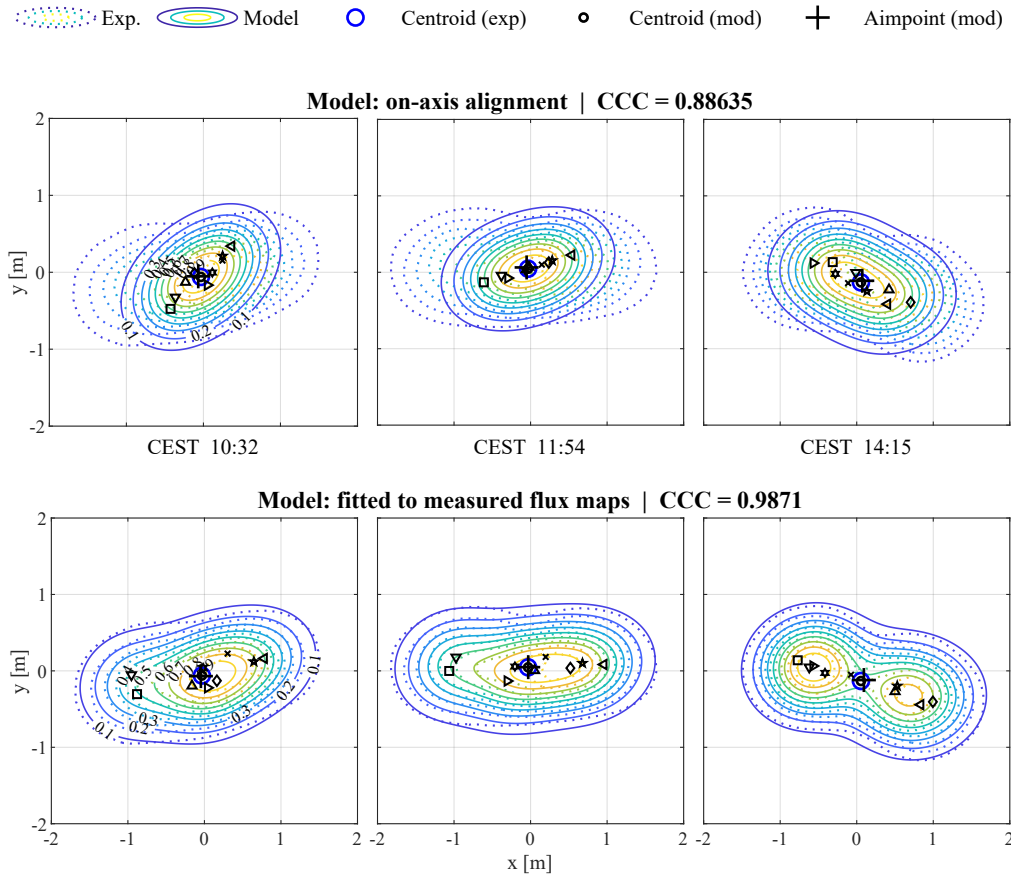 Exp. Model Centroid (exp) Centroid (mod) Aimpoint (mod)
Model: on-axis alignment | CCC = 0.88635
2
1
0
-1
-2
y [m]
0.1
0.2
0.1
CEST 10:32
CEST 11:54
CEST 14:15
Model: fitted to measured flux maps | CCC = 0.9871
2
1
0
-1
-2
y [m]
0.4
0.5
0.1
0.2
0.3
0.3
0.2
0.1
-2 -1 0 1 2
-2 -1 0 1 2
-2 -1 0 1 2
x [m]